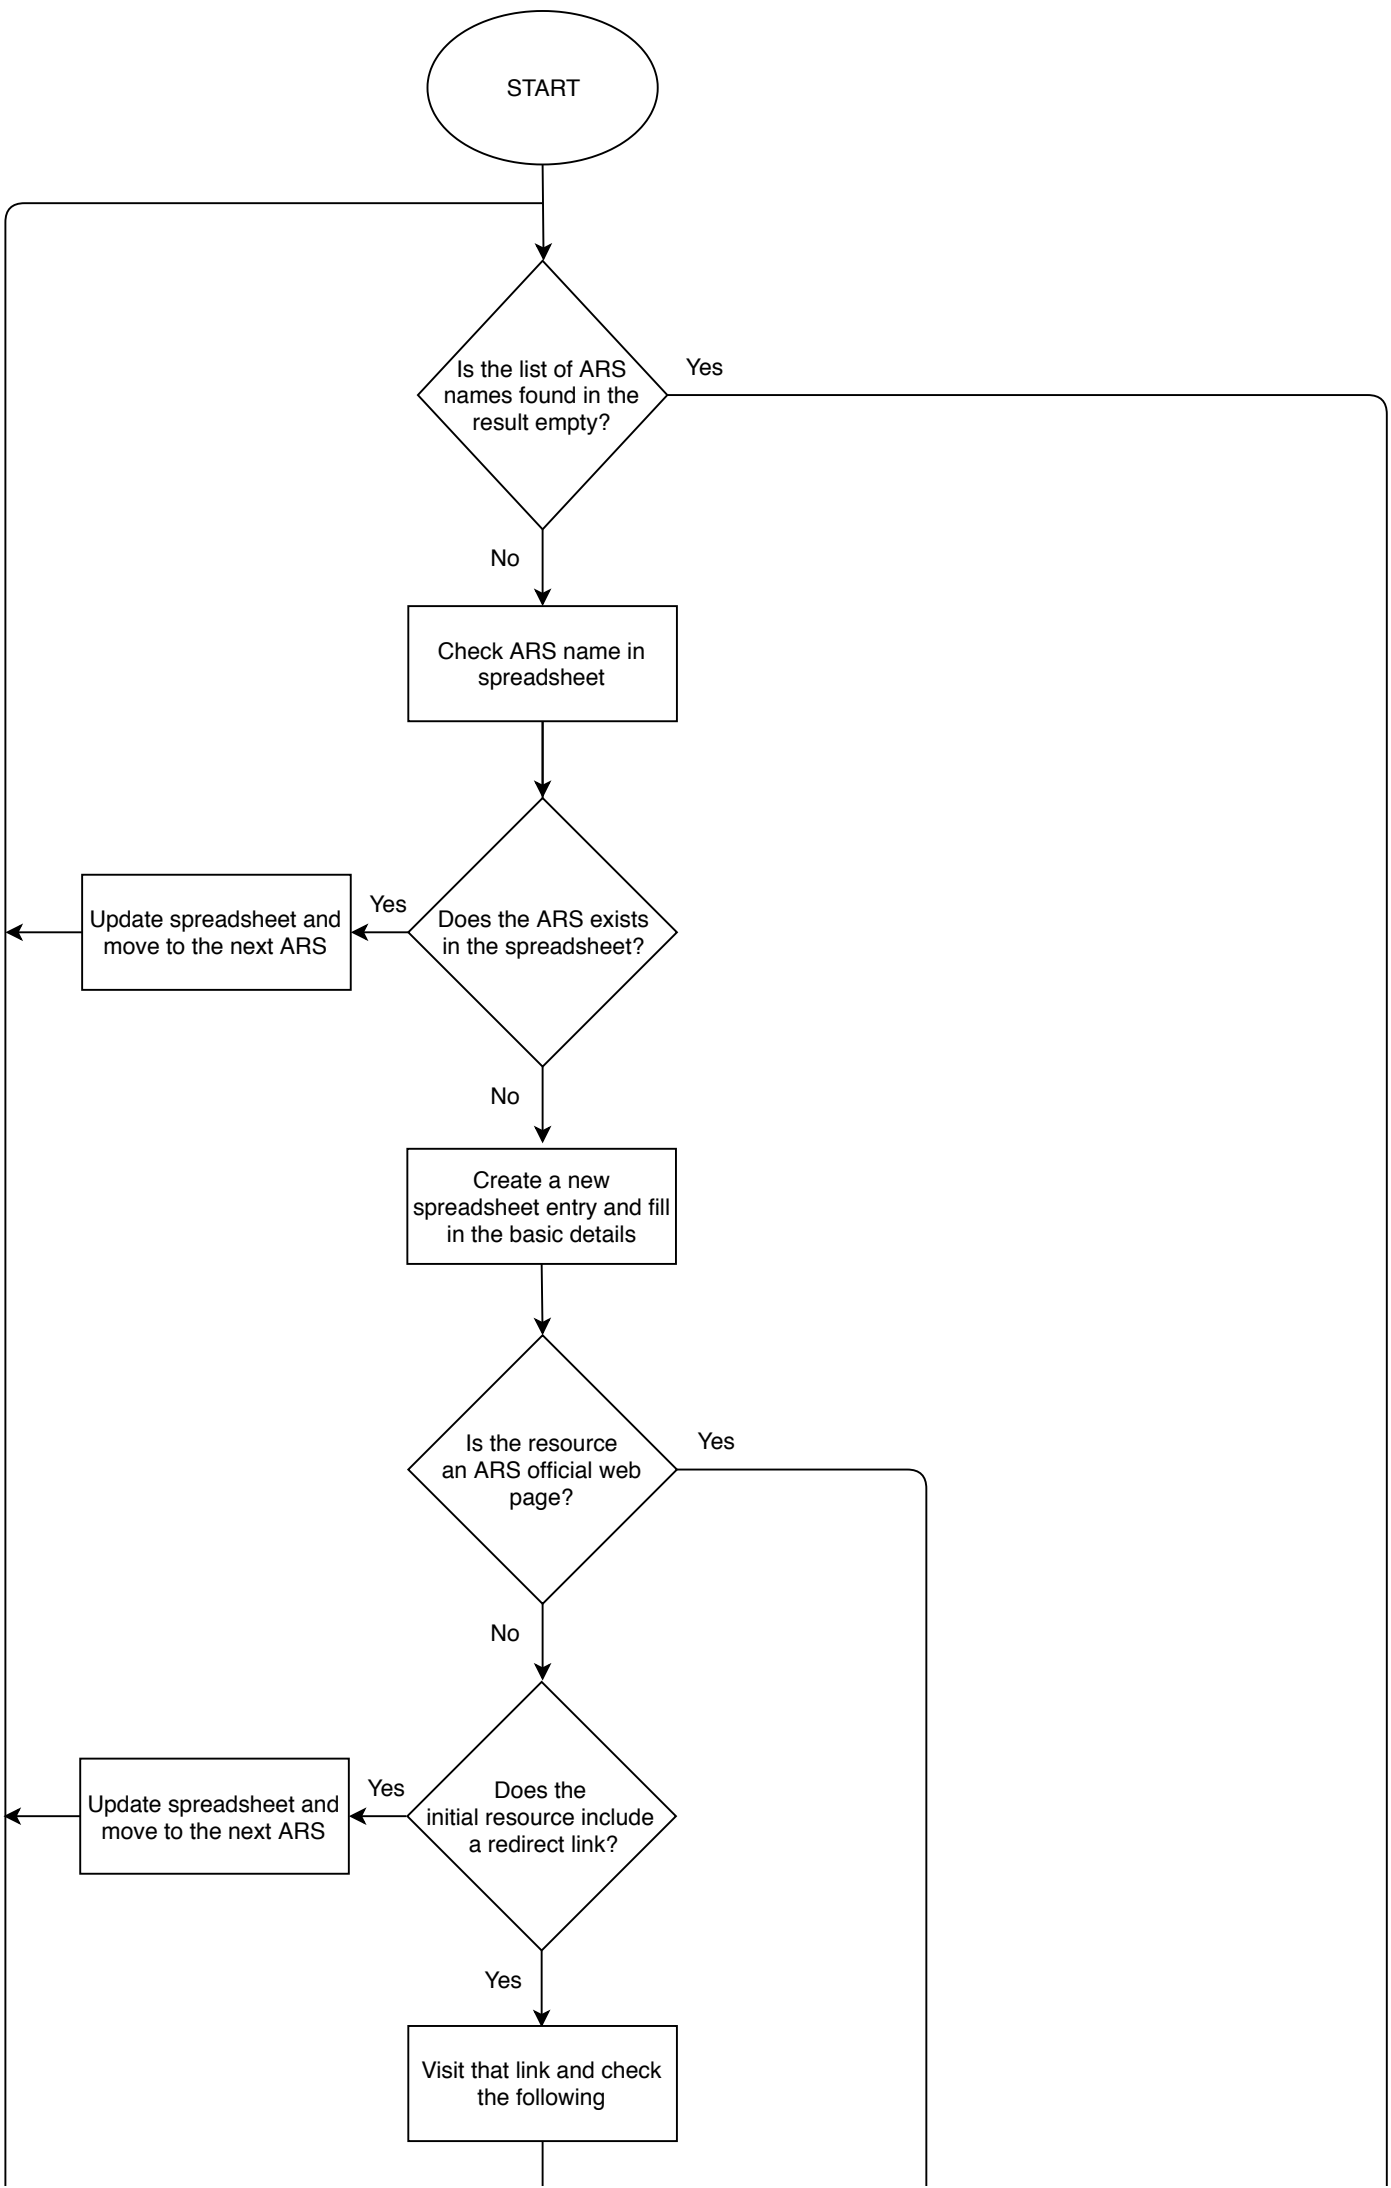 START
Is the list of ARS
names found in the
result empty?
Yes
No
Check ARS name in
spreadsheet
Does the ARS exists
in the spreadsheet?
Yes
Update spreadsheet and
move to the next ARS
No
Create a new
spreadsheet entry and fill
in the basic details
Is the resource
an ARS official web
page?
Yes
No
Does the
initial resource include
a redirect link?
Yes
Update spreadsheet and
move to the next ARS
Yes
Visit that link and check
the following